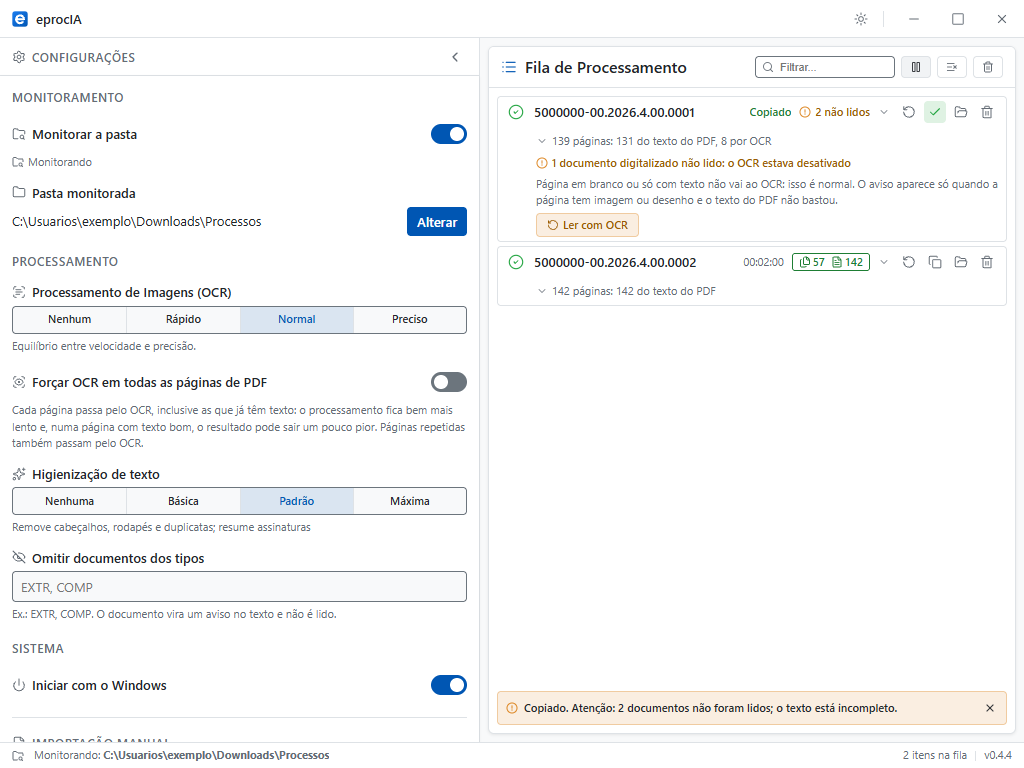 eprocIA
CONFIGURAÇÕES
MONITORAMENTO
Monitorar a pasta
Monitorando
Pasta monitorada
C:\Usuarios\exemplo\Downloads\Processos
Alterar
PROCESSAMENTO
Processamento de Imagens (OCR)
Nenhum Rápido Normal Preciso
Equilíbrio entre velocidade e precisão.
Forçar OCR em todas as páginas de PDF
Cada página passa pelo OCR, inclusive as que já têm texto: o processamento fica bem mais
lento e, numa página com texto bom, o resultado pode sair um pouco pior. Páginas repetidas
também passam pelo OCR.
Higienização de texto
Nenhuma Básica Padrão Máxima
Remove cabeçalhos, rodapés e duplicatas; resume assinaturas
Omitir documentos dos tipos
EXTR, COMP
Ex.: EXTR, COMP. O documento vira um aviso no texto e não é lido.
SISTEMA
Iniciar com o Windows
IMPORTAÇÃO MANUAL
Fila de Processamento
Filtrar...
5000000-00.2026.4.00.0001 Copiado 2 não lidos
139 páginas: 131 do texto do PDF, 8 por OCR
1 documento digitalizado não lido: o OCR estava desativado
Página em branco ou só com texto não vai ao OCR: isso é normal. O aviso aparece só quando a
página tem imagem ou desenho e o texto do PDF não bastou.
Ler com OCR
5000000-00.2026.4.00.0002 00:02:00 57 142
142 páginas: 142 do texto do PDF
Copiado. Atenção: 2 documentos não foram lidos; o texto está incompleto.
Monitorando: C:\Usuarios\exemplo\Downloads\Processos
2 itens na fila v0.4.4